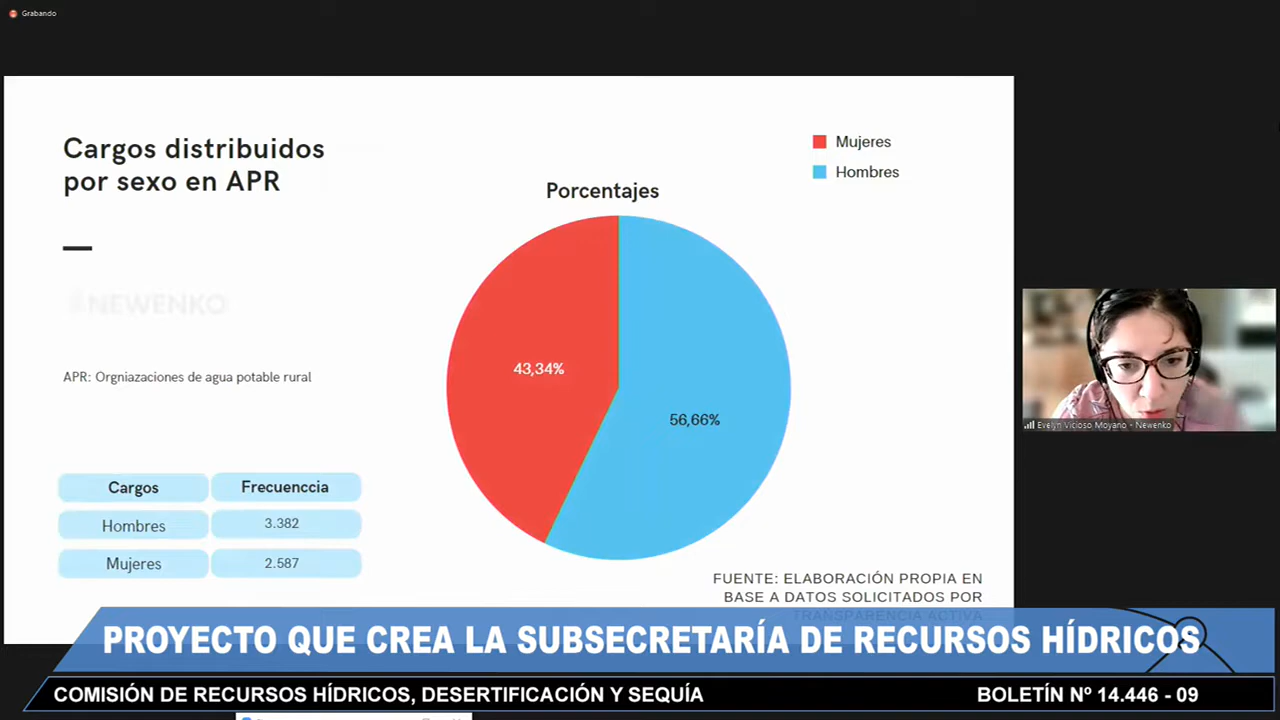 Grabando
Cargos distribuidos
por sexo en APR
NEWENKO
APR: Orgniazaciones de agua potable rural
Cargos Frecuenccia
Hombres 3.382
Mujeres 2.587
Porcentajes
Mujeres
Hombres
43,34%
56,66%
FUENTE: ELABORACIÓN PROPIA EN
BASE A DATOS SOLICITADOS POR
TRANSPARENCIA ACTIVA
Evelyn Vicioso Moyano - Newenko
PROYECTO QUE CREA LA SUBSECRETARÍA DE RECURSOS HÍDRICOS
COMISIÓN DE RECURSOS HÍDRICOS, DESERTIFICACIÓN Y SEQUÍA
BOLETÍN Nº 14.446 - 09